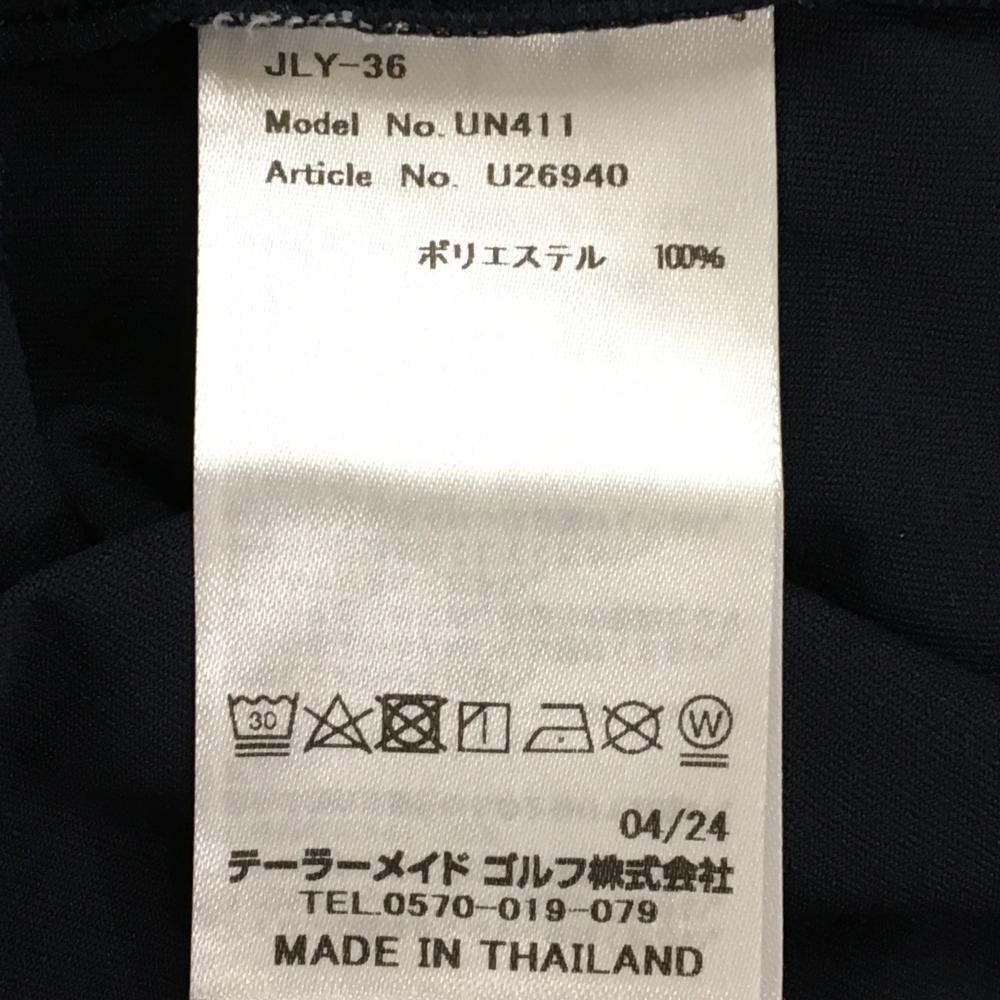 JLY-36
Model No.UN411
Article No. U26940
ポリエステル 100%
30 W
04/24
テーラーメイド ゴルフ株式会社
TEL.0570-019-079
MADE IN THAILAND